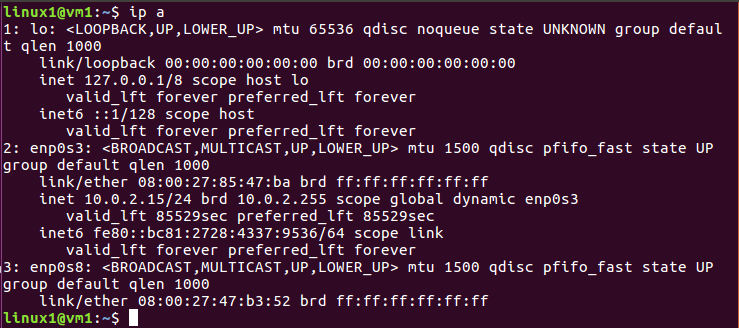 linux1@vm1:~$ ip a
1: lo: <LOOPBACK,UP,LOWER_UP> mtu 65536 qdisc noqueue state UNKNOWN group defaul
t qlen 1000
    link/loopback 00:00:00:00:00:00 brd 00:00:00:00:00:00
    inet 127.0.0.1/8 scope host lo
       valid_lft forever preferred_lft forever
    inet6 ::1/128 scope host
       valid_lft forever preferred_lft forever
2: enp0s3: <BROADCAST,MULTICAST,UP,LOWER_UP> mtu 1500 qdisc pfifo_fast state UP
group default qlen 1000
    link/ether 08:00:27:85:47:ba brd ff:ff:ff:ff:ff:ff
    inet 10.0.2.15/24 brd 10.0.2.255 scope global dynamic enp0s3
       valid_lft 85529sec preferred_lft 85529sec
    inet6 fe80::bc81:2728:4337:9536/64 scope link
       valid_lft forever preferred_lft forever
3: enp0s8: <BROADCAST,MULTICAST,UP,LOWER_UP> mtu 1500 qdisc pfifo_fast state UP
group default qlen 1000
    link/ether 08:00:27:47:b3:52 brd ff:ff:ff:ff:ff:ff
linux1@vm1:~$